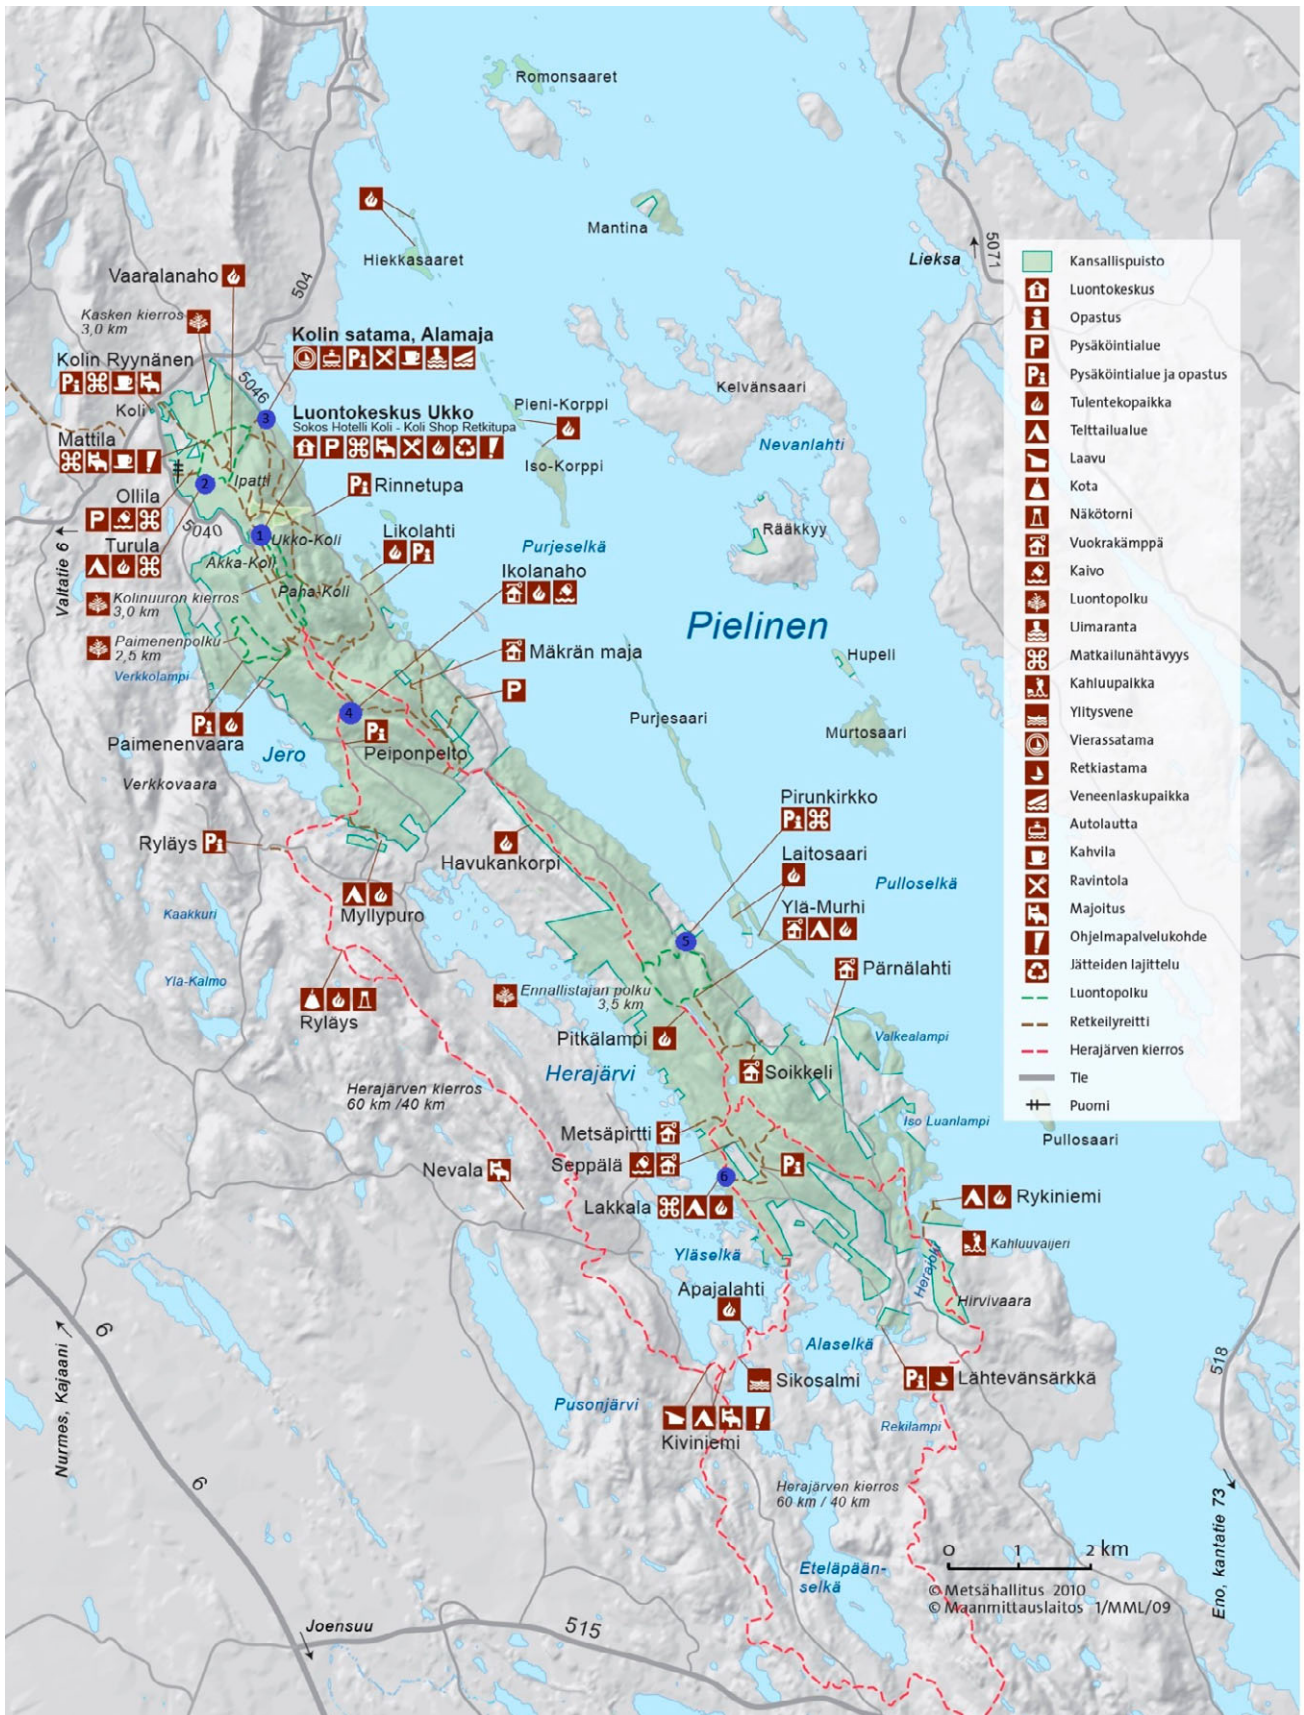 Romonsaaret
Mantina
Hiekkasaaret
504
5071
Lieksa
Vaaralanaho
Kasken kierros
3,0 km
Kolin Ryynänen
Koli
5046
Kolin satama, Alamaja
3
Luontokeskus Ukko
Sokos Hotelli Koli - Koli Shop Retkitupa
Mattila
2
Ipatti
Ollila
5040
Turula
Valtatie 6
1
Ukko-Koli
Akka-Koli
Rinnetupa
Likolahti
Ikolanaho
Paha-Koli
Kolinuuron kierros
3,0 km
Paimenenpolku
2,5 km
Verkkolampi
Mäkrän maja
Paimenenvaara
4
Peiponpelto
Jero
Verkkovaara
Pieni-Korppi
Iso-Korppi
Kelvänsaari
Nevanlahti
Rääkkyy
Purjeselkä
Pielinen
Hupeli
Purjesaari
Murtosaari
Ryläys
Havukankorpi
Myllypuro
Kaakkuri
Ylä-Kalmo
Ryläys
Pirunkirkko
Laitosaari
Pulloselkä
Ylä-Murhi
5
Pärnälahti
Ennallistajan polku
3,5 km
Pitkälampi
Valkealampi
Herajärvi
Soikkeli
Herajärven kierros
60 km /40 km
Iso Luanlampi
Pullosaari
Metsäpirtti
Seppälä
Nevala
6
Lakkala
Rykiniemi
Kahluuvaijeri
Yläselkä
Herajoki
Apajalahti
Hirvivaara
Alaselkä
Sikosalmi
Lähtevänsärkkä
Pusonjärvi
Rekilampi
Kiviniemi
Herajärven kierros
60 km / 40 km
Eteläpään-
selkä
6
Nurmes, Kajaani
6
Joensuu
515
518
Eno, kantatie 73
0 1 2 km
© Metsähallitus 2010
© Maanmittauslaitos 1/MML/09
Kansallispuisto
Luontokeskus
Opastus
P Pysäköintialue
Pi Pysäköintialue ja opastus
Tulentekopaikka
Telttailualue
Laavu
Kota
Näkötorni
Vuokrakämppä
Kaivo
Luontopolku
Uimaranta
Matkailunähtävyys
Kahluupaikka
Ylitysvene
Vierassatama
Retkiastama
Veneenlaskupaikka
Autolautta
Kahvila
Ravintola
Majoitus
Ohjelmapalvelukohde
Jätteiden lajittelu
Luontopolku
Retkeilyreitti
Herajärven kierros
Tie
Puomi